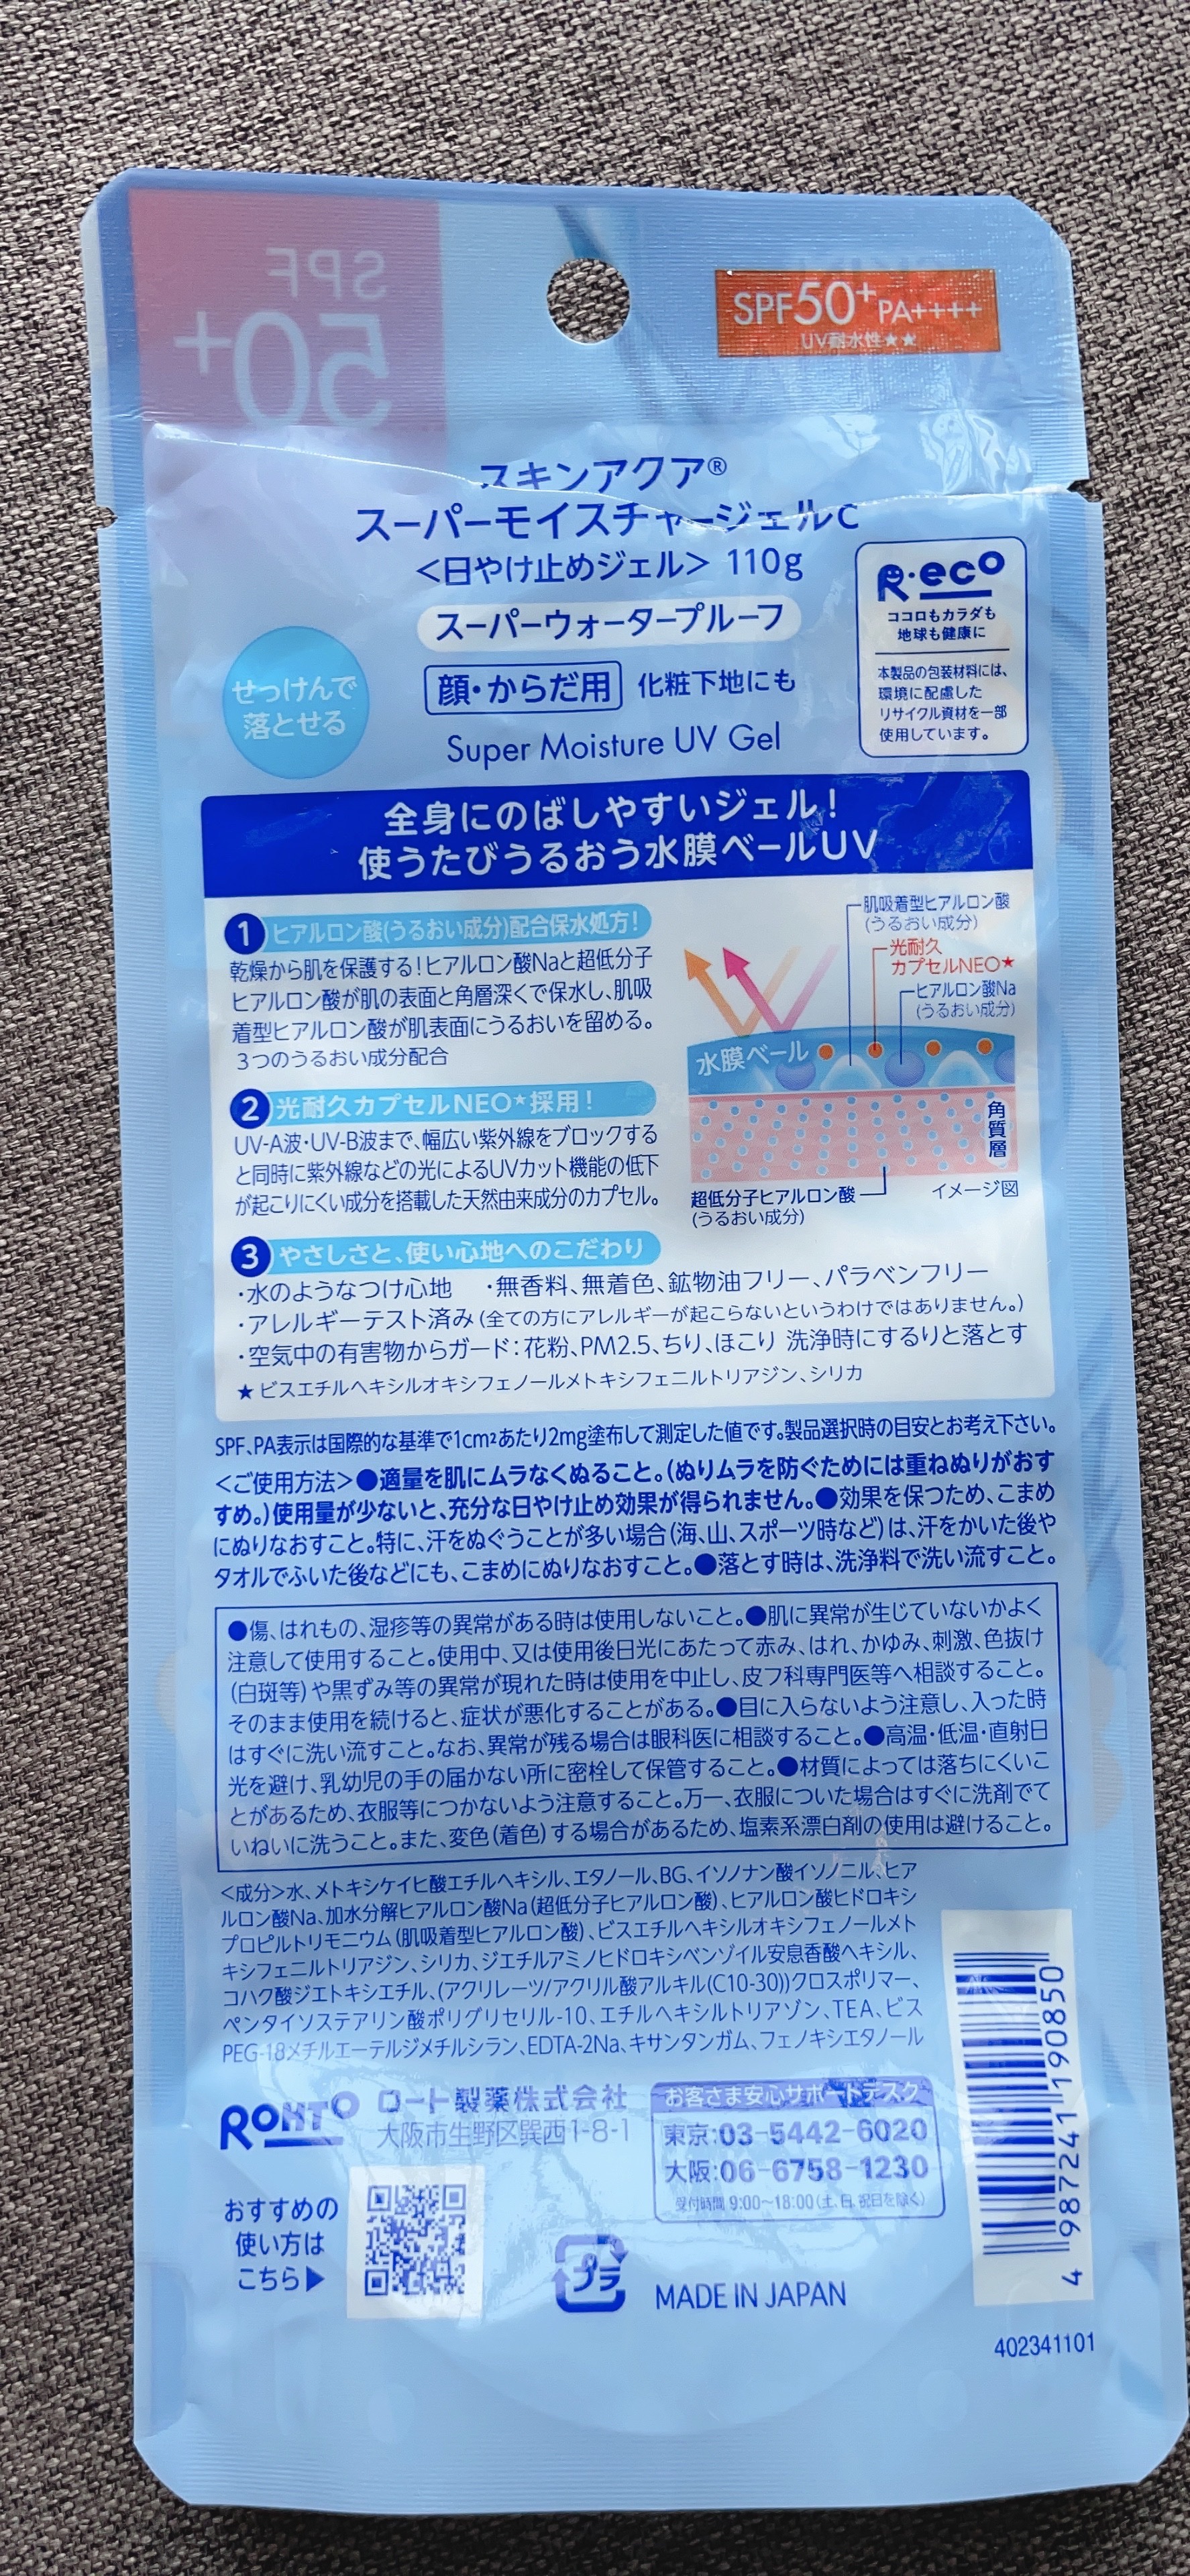 SPF
50+
SPF50+ PA++++
UV耐水性★★
スキンアクア®
スーパーモイスチャージェルC
<日やけ止めジェル> 110g
スーパーウォータープルーフ
せっけんで
落とせる
顔・からだ用 化粧下地にも
Super Moisture UV Gel
R・eco
ココロもカラダも
地球も健康に
本製品の包装材料には、
環境に配慮した
リサイクル資材を一部
使用しています。
全身にのばしやすいジェル!
使うたびうるおう水膜ベールUV
1 ヒアルロン酸(うるおい成分)配合保水処方!
乾燥から肌を保護する!ヒアルロン酸Naと超低分子
ヒアルロン酸が肌の表面と角層深くで保水し、肌吸
着型ヒアルロン酸が肌表面にうるおいを留める。
3つのうるおい成分配合
2 光耐久カプセルNEO★採用!
UV-A波・UV-B波まで、幅広い紫外線をブロックする
と同時に紫外線などの光によるUVカット機能の低下
が起こりにくい成分を搭載した天然由来成分のカプセル。
肌吸着型ヒアルロン酸
(うるおい成分)
光耐久
カプセルNEO★
ヒアルロン酸Na
(うるおい成分)
水膜ベール
角質層
超低分子ヒアルロン酸
(うるおい成分)
イメージ図
3 やさしさと、使い心地へのこだわり
・水のようなつけ心地 ・無香料、無着色、鉱物油フリー、パラベンフリー
・アレルギーテスト済み(全ての方にアレルギーが起こらないというわけではありません。)
・空気中の有害物からガード:花粉、PM2.5、ちり、ほこり 洗浄時にするりと落とす
★ビスエチルヘキシルオキシフェノールメトキシフェニルトリアジン、シリカ
SPF、PA表示は国際的な基準で1cm²あたり2mg塗布して測定した値です。製品選択時の目安とお考え下さい。
<ご使用方法>●適量を肌にムラなくぬること。(ぬりムラを防ぐためには重ねぬりがおす
すめ。)使用量が少ないと、充分な日やけ止め効果が得られません。●効果を保つため、こまめ
にぬりなおすこと。特に、汗をぬぐうことが多い場合(海、山、スポーツ時など)は、汗をかいた後や
タオルでふいた後などにも、こまめにぬりなおすこと。●落とす時は、洗浄料で洗い流すこと。
●傷、はれもの、湿疹等の異常がある時は使用しないこと。●肌に異常が生じていないかよく
注意して使用すること。使用中、又は使用後日光にあたって赤み、はれ、かゆみ、刺激、色抜け
(白斑等)や黒ずみ等の異常が現れた時は使用を中止し、皮フ科専門医等へ相談すること。
そのまま使用を続けると、症状が悪化することがある。●目に入らないよう注意し、入った時
はすぐに洗い流すこと。なお、異常が残る場合は眼科医に相談すること。●高温・低温・直射日
光を避け、乳幼児の手の届かない所に密栓して保管すること。●材質によっては落ちにくいこ
とがあるため、衣服等につかないよう注意すること。万一、衣服についた場合はすぐに洗剤でて
いねいに洗うこと。また、変色(着色)する場合があるため、塩素系漂白剤の使用は避けること。
<成分>水、メトキシケイヒ酸エチルヘキシル、エタノール、BG、イソノナン酸イソノニル、ヒア
ルロン酸Na、加水分解ヒアルロン酸Na(超低分子ヒアルロン酸)、ヒアルロン酸ヒドロキシ
プロピルトリモニウム(肌吸着型ヒアルロン酸)、ビスエチルヘキシルオキシフェノールメト
キシフェニルトリアジン、シリカ、ジエチルアミノヒドロキシベンゾイル安息香酸ヘキシル、
コハク酸ジエトキシエチル、(アクリレーツ/アクリル酸アルキル(C10-30))クロスポリマー、
ペンタイソステアリン酸ポリグリセリル-10、エチルヘキシルトリアゾン、TEA、ビス
PEG-18メチルエーテルジメチルシラン、EDTA-2Na、キサンタンガム、フェノキシエタノール
ROHTO ロート製薬株式会社
大阪市生野区巽西1-8-1
お客さま安心サポートデスク
東京:03-5442-6020
大阪:06-6758-1230
受付時間 9:00~18:00(土、日、祝日を除く)
おすすめの
使い方は
こちら▶
プラ
MADE IN JAPAN
4 987241 190850
402341101